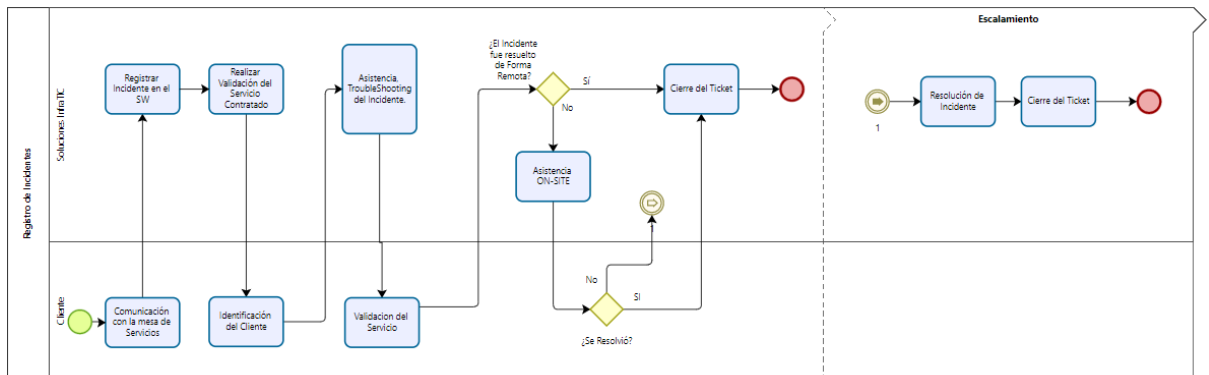 Escalamiento
Registro de Incidentes
Soluciones InfraTIC
Cliente
Registrar
Incidente en el
SW
Realizar
Validación del
Servicio
Contratado
Asistencia,
TroubleShooting
del Incidente.
¿El Incidente
fue resuelto
de Forma
Remota?
Sí
No
Cierre del Ticket
Asistencia
ON-SITE
1
1
Resolución de
Incidente
Cierre del Ticket
Comunicación
con la mesa de
Servicios
Identificación
del Cliente
Validacion del
Servicio
No
Si
¿Se Resolvió?